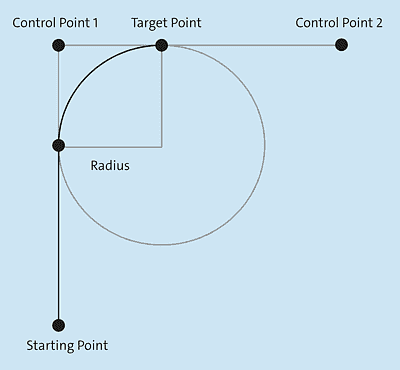 Control Point 1
Target Point
Control Point 2
Radius
Starting Point